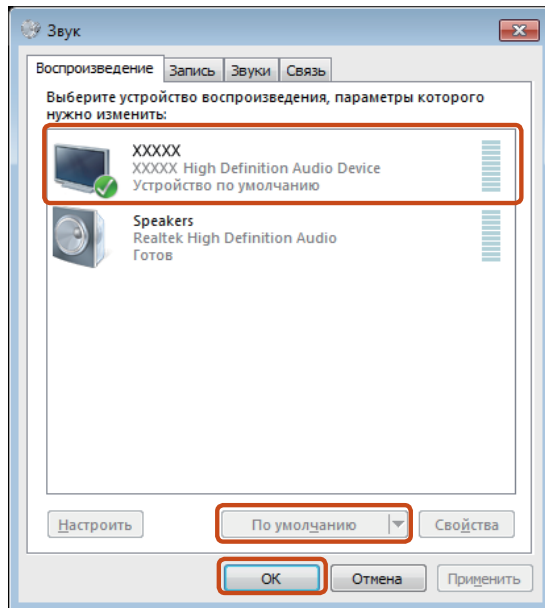 Звук
Воспроизведение Запись Звуки Связь
Выберите устройство воспроизведения, параметры которого
нужно изменить:
XXXXX
XXXXX High Definition Audio Device
Устройство по умолчанию
Speakers
Realtek High Definition Audio
Готов
Настроить По умолчанию Свойства
ОК Отмена Применить